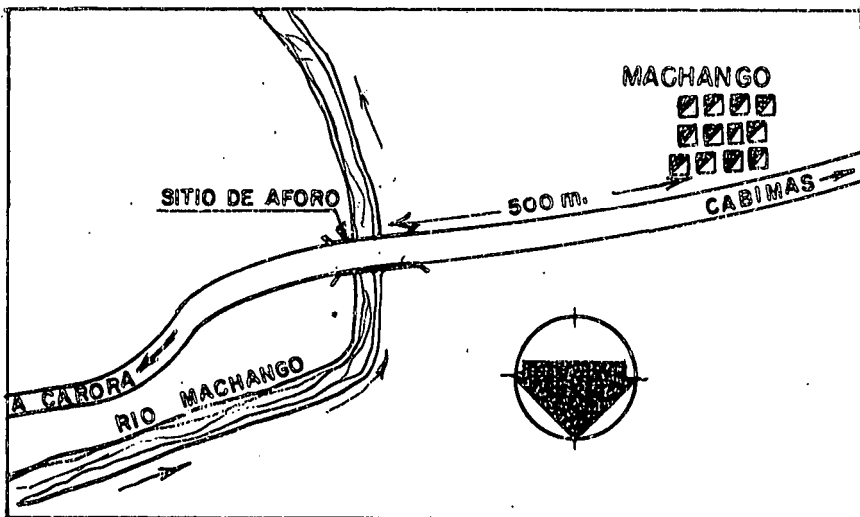 MACHANGO
SITIO DE AFORO
500 m.
CABIMAS
A CARORA
RIO MACHANGO